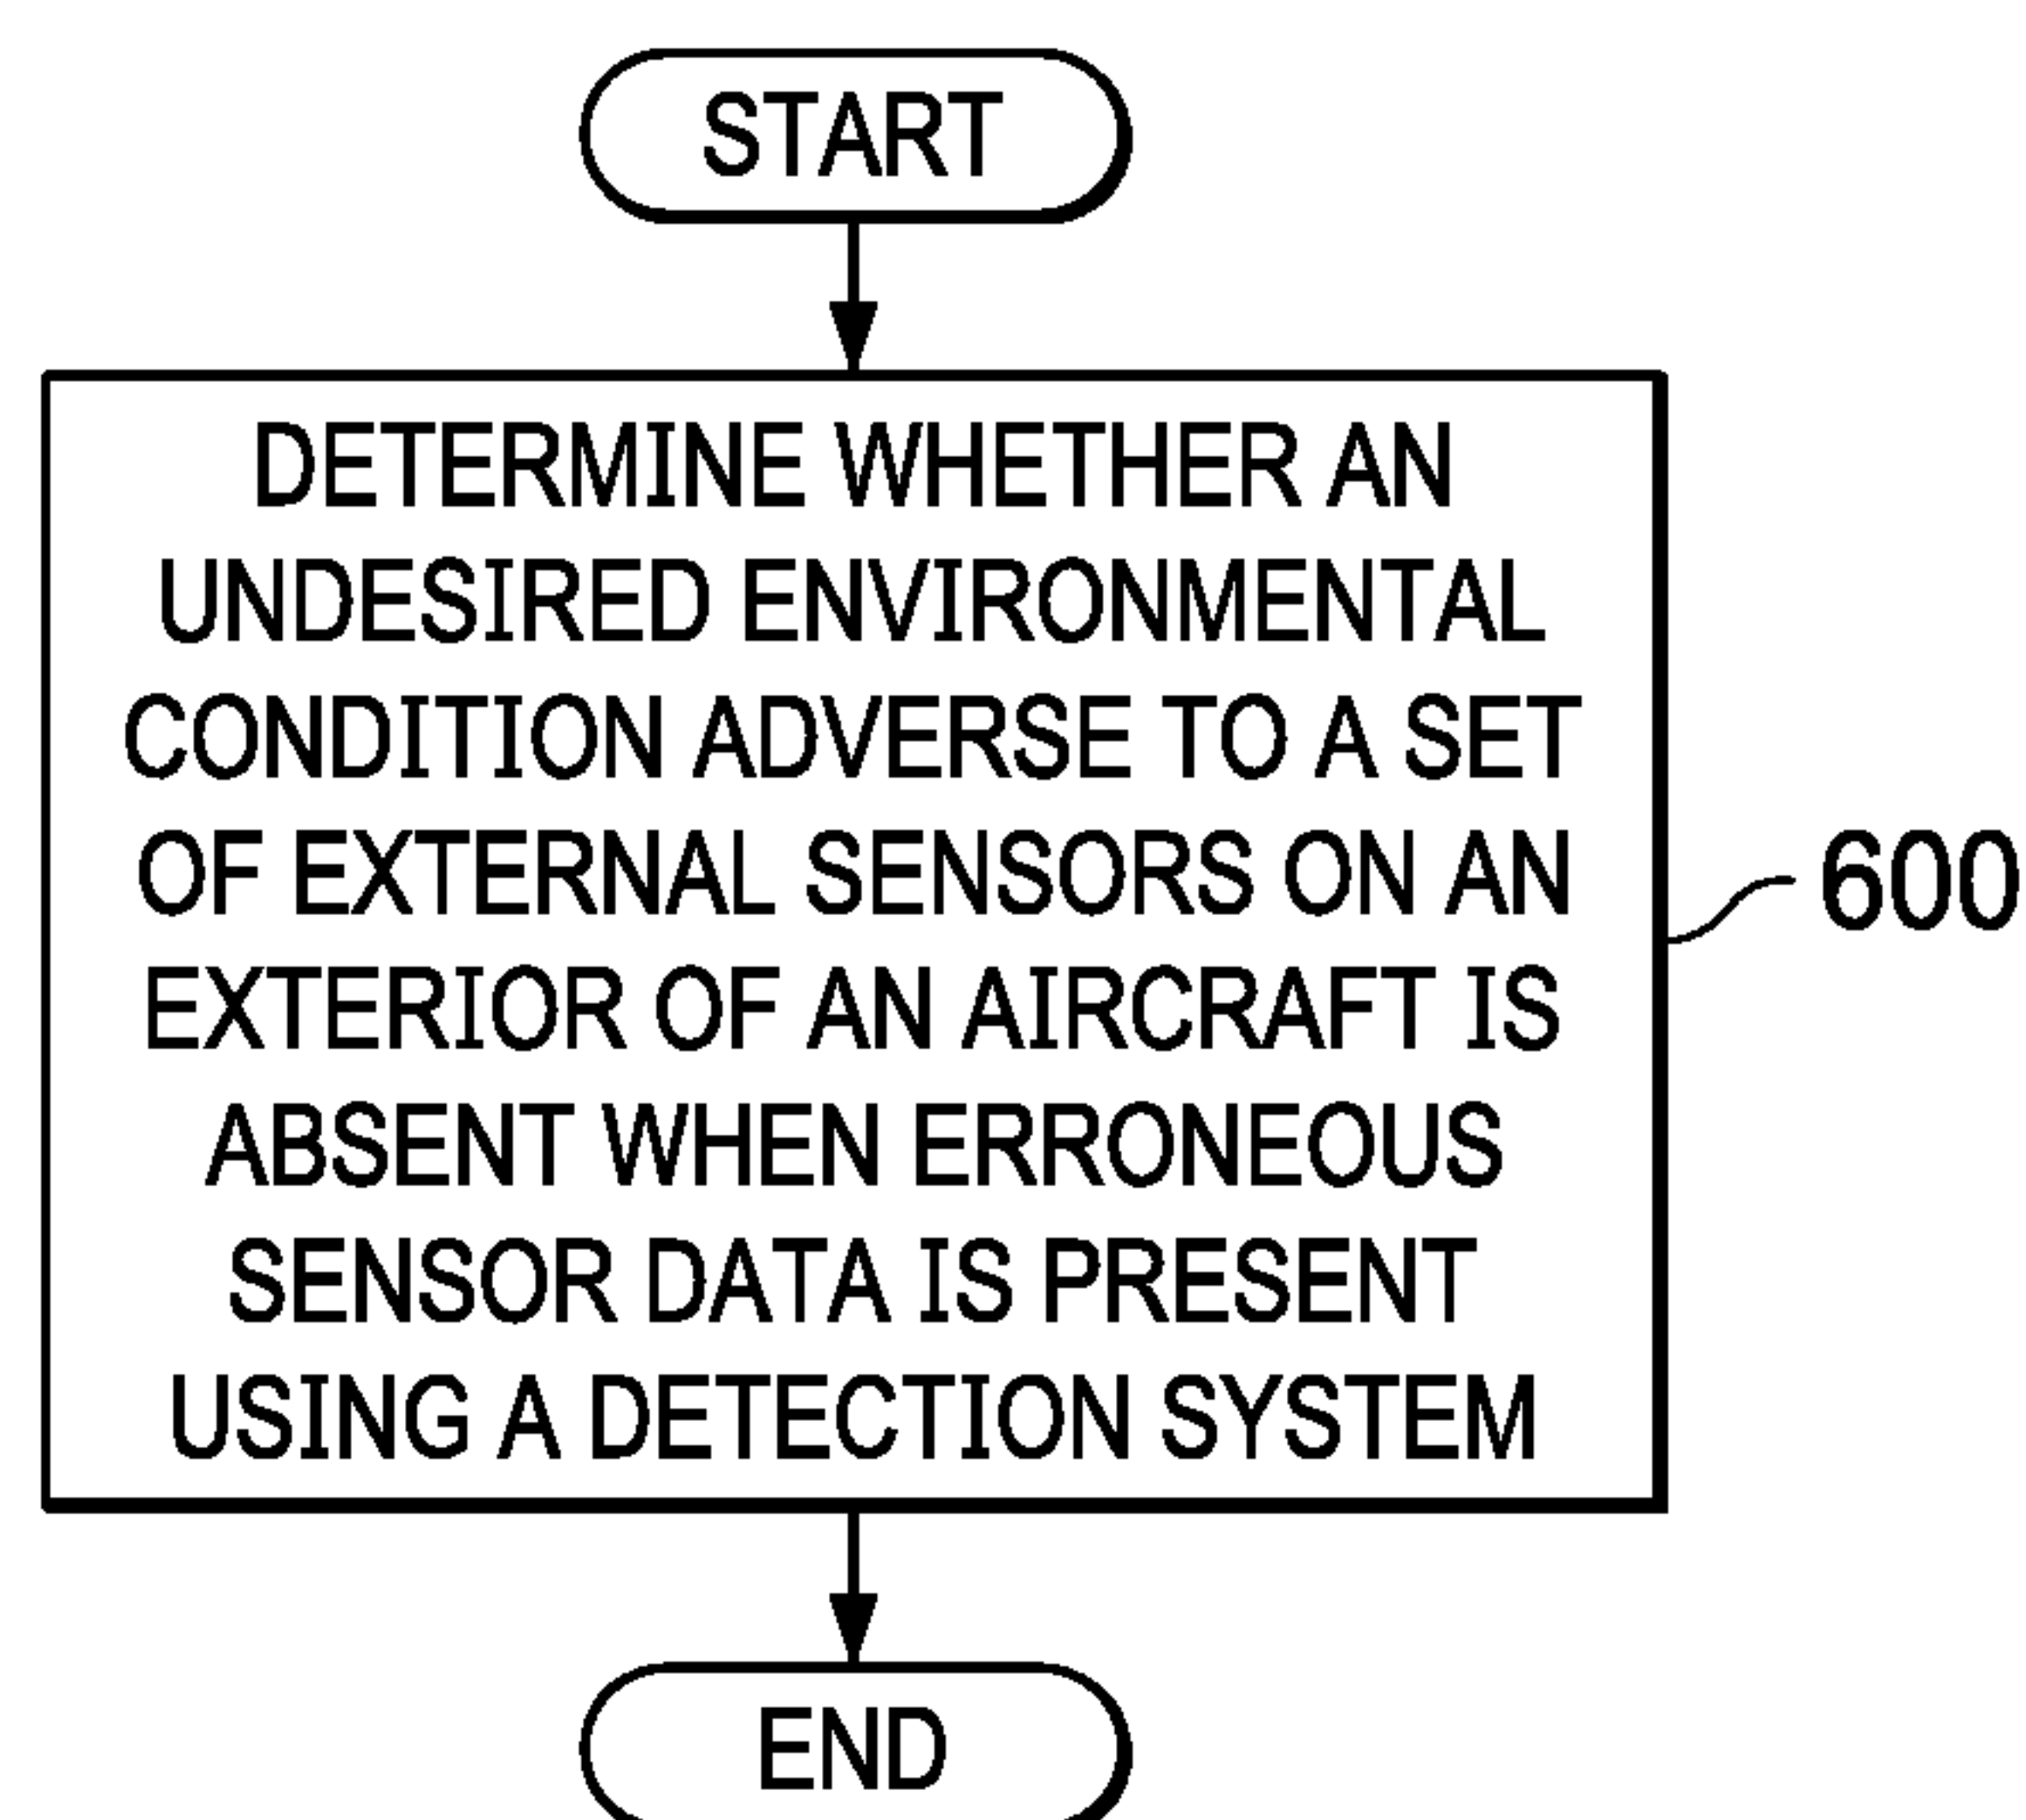 START
DETERMINE WHETHER AN
UNDESIRED ENVIRONMENTAL
CONDITION ADVERSE TO A SET
OF EXTERNAL SENSORS ON AN
EXTERIOR OF AN AIRCRAFT IS
ABSENT WHEN ERRONEOUS
SENSOR DATA IS PRESENT
USING A DETECTION SYSTEM
600
END